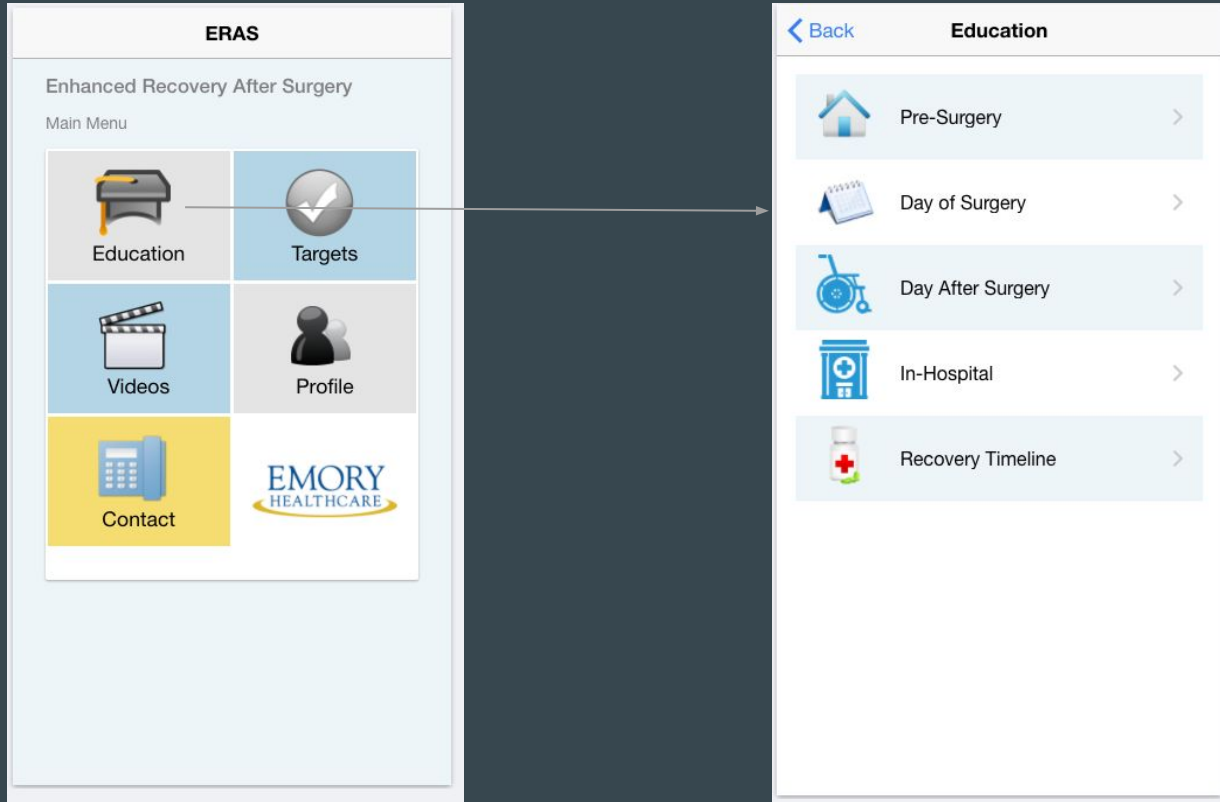 ERAS
Enhanced Recovery After Surgery
Main Menu
Education
Targets
Videos
Profile
Contact
EMORY
HEALTHCARE
Back
Education
Pre-Surgery
Day of Surgery
Day After Surgery
In-Hospital
Recovery Timeline